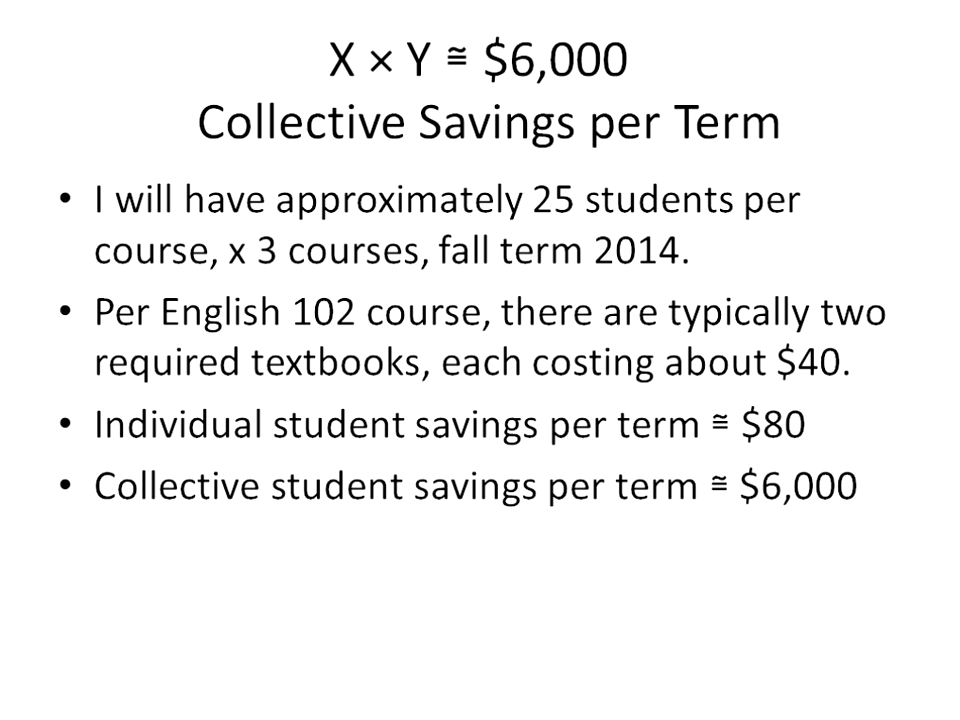 X × Y ≅ $6,000
Collective Savings per Term
• I will have approximately 25 students per
course, x 3 courses, fall term 2014.
• Per English 102 course, there are typically two
required textbooks, each costing about $40.
• Individual student savings per term ≅ $80
• Collective student savings per term ≅ $6,000